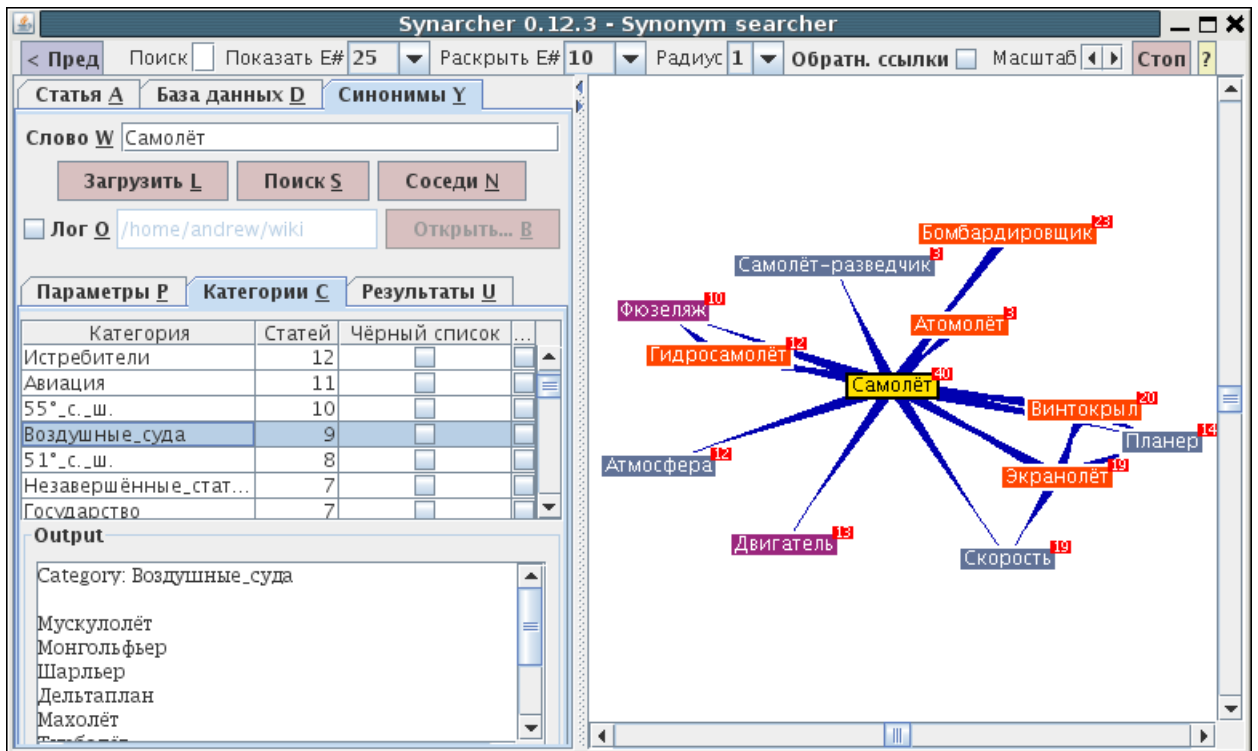 Synarcher 0.12.3 - Synonym searcher
< Пред Поиск Показать E# 25 Раскрыть E# 10 Радиус 1 Обратн. ссылки Масштаб Стоп ?
Статья A База данных D Синонимы Y
Слово W Самолёт
Загрузить L Поиск S Соседи N
Лог O /home/andrew/wiki Открыть... B
Параметры P Категории C Результаты U
Категория Статей Чёрный список ...
Истребители 12
Авиация 11
55°_с._ш. 10
Воздушные_суда 9
51°_с._ш. 8
Незавершённые_стат... 7
Государство 7
Output
Category: Воздушные_суда
Мускулолёт
Монгольфьер
Шарльер
Дельтаплан
Махолёт
Бомбардировщик 23
Самолёт-разведчик 3
Фюзеляж 10
Атомолёт 3
Гидросамолёт 12
Самолёт 40
Винтокрыл 20
Планер 14
Атмосфера 12
Экранолёт 19
Двигатель 13
Скорость 19